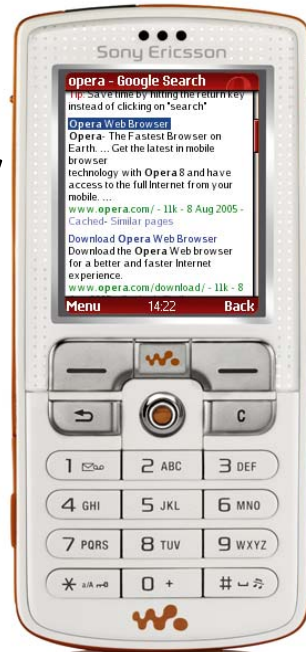 Sony Ericsson
opera - Google Search
Tip: Save time by hitting the return key
instead of clicking on "search"
Opera Web Browser
Opera- The Fastest Browser on
Earth. ... Get the latest in mobile
browser
technology with Opera 8 and have
access to the full Internet from your
mobile. ...
www.opera.com/ - 11k - 8 Aug 2005 -
Cached- Similar pages
Download Opera Web Browser
Download the Opera Web browser
for a better and faster Internet
experience.
www.opera.com/download/ - 11k - 8
Menu 14:22 Back
C
1 2 ABC 3 DEF
4 GHI 5 JKL 6 MNO
7 PQRS 8 TUV 9 WXYZ
* a/A 0 + #